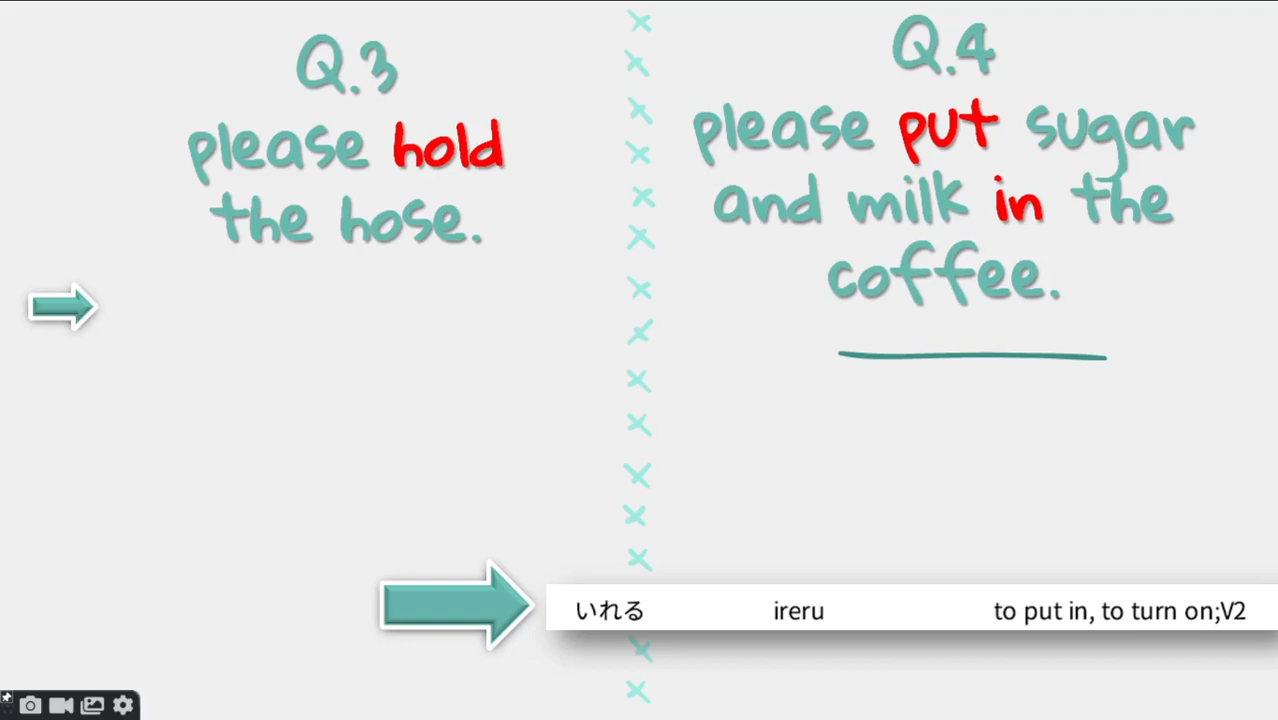 Q.3
please hold
the hose.
Q.4
please put sugar
and milk in the
coffee.
いれる ireru to put in, to turn on;V2